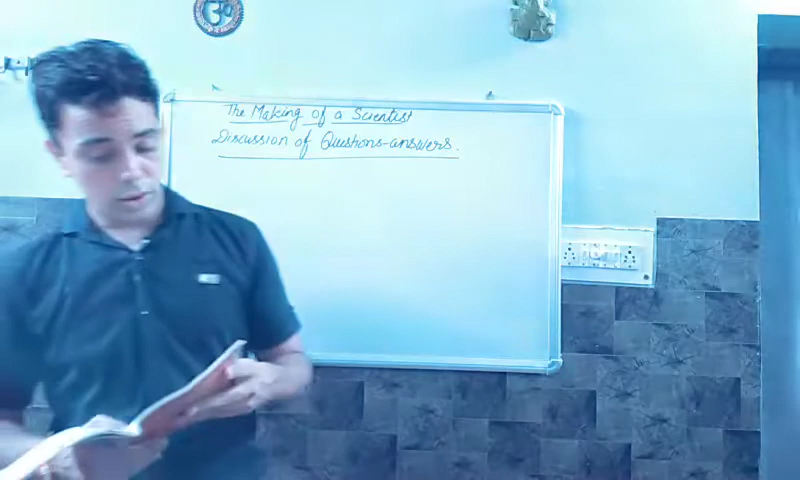 ॐ
The Making of a Scientist
Discussion of Questions-answers.